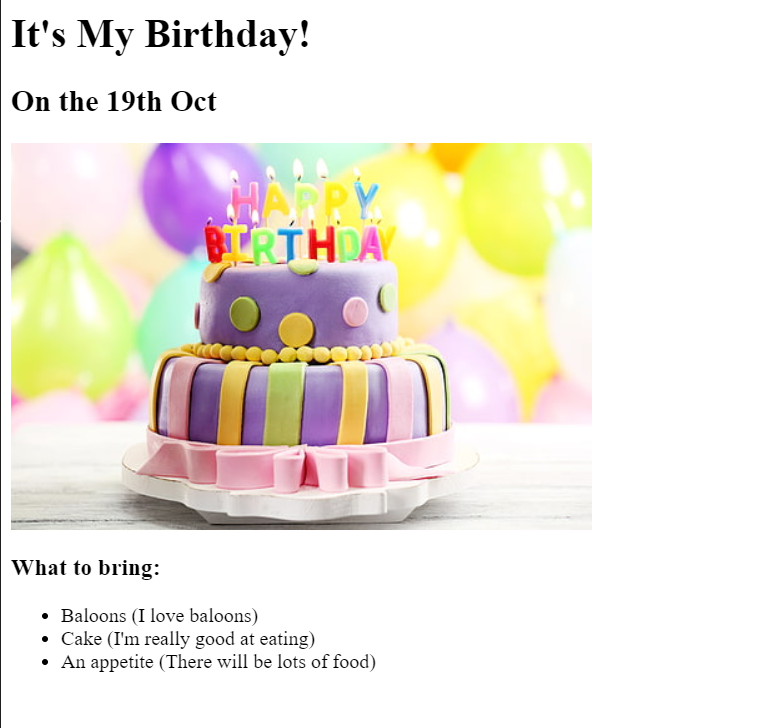 It's My Birthday!
On the 19th Oct
HAPPY
BIRTHDAY
What to bring:
Baloons (I love baloons)
Cake (I'm really good at eating)
An appetite (There will be lots of food)